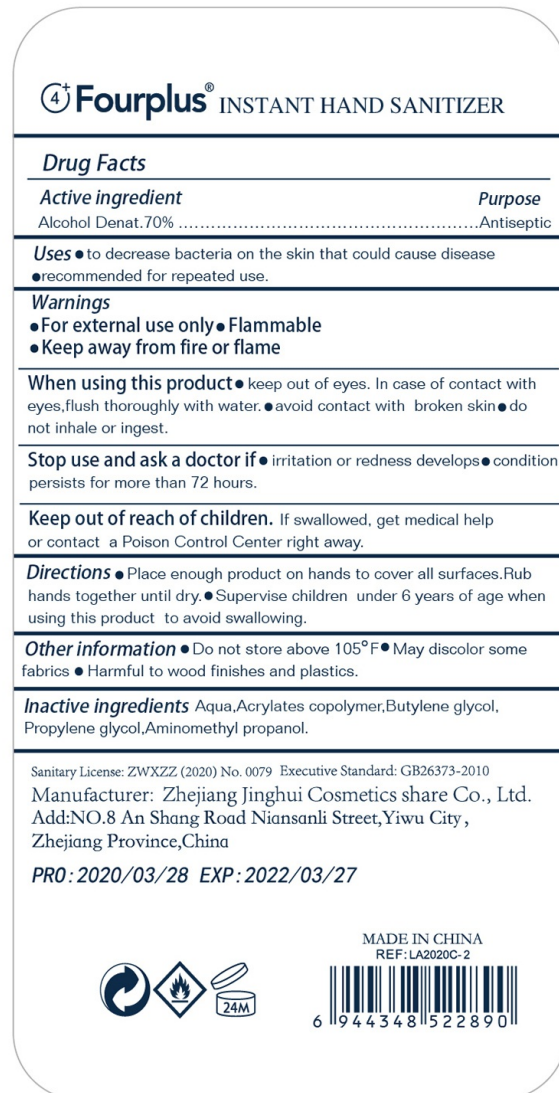 4+ Fourplus® INSTANT HAND SANITIZER
Drug Facts
Active ingredient Purpose
Alcohol Denat.70% ........................................................Antiseptic
Uses ● to decrease bacteria on the skin that could cause disease
●recommended for repeated use.
Warnings
●For external use only ● Flammable
●Keep away from fire or flame
When using this product ● keep out of eyes. In case of contact with
eyes,flush thoroughly with water. ●avoid contact with broken skin ● do
not inhale or ingest.
Stop use and ask a doctor if ● irritation or redness develops ● condition
persists for more than 72 hours.
Keep out of reach of children. If swallowed, get medical help
or contact a Poison Control Center right away.
Directions ● Place enough product on hands to cover all surfaces.Rub
hands together until dry. ● Supervise children under 6 years of age when
using this product to avoid swallowing.
Other information ● Do not store above 105°F ● May discolor some
fabrics ● Harmful to wood finishes and plastics.
Inactive ingredients Aqua,Acrylates copolymer,Butylene glycol,
Propylene glycol,Aminomethyl propanol.
Sanitary License: ZWXZZ (2020) No. 0079 Executive Standard: GB26373-2010
Manufacturer: Zhejiang Jinghui Cosmetics share Co., Ltd.
Add:NO.8 An Shang Road Niansanli Street,Yiwu City,
Zhejiang Province,China
PRO: 2020/03/28 EXP: 2022/03/27
MADE IN CHINA
REF: LA2020C-2
24M
6 944348 522890